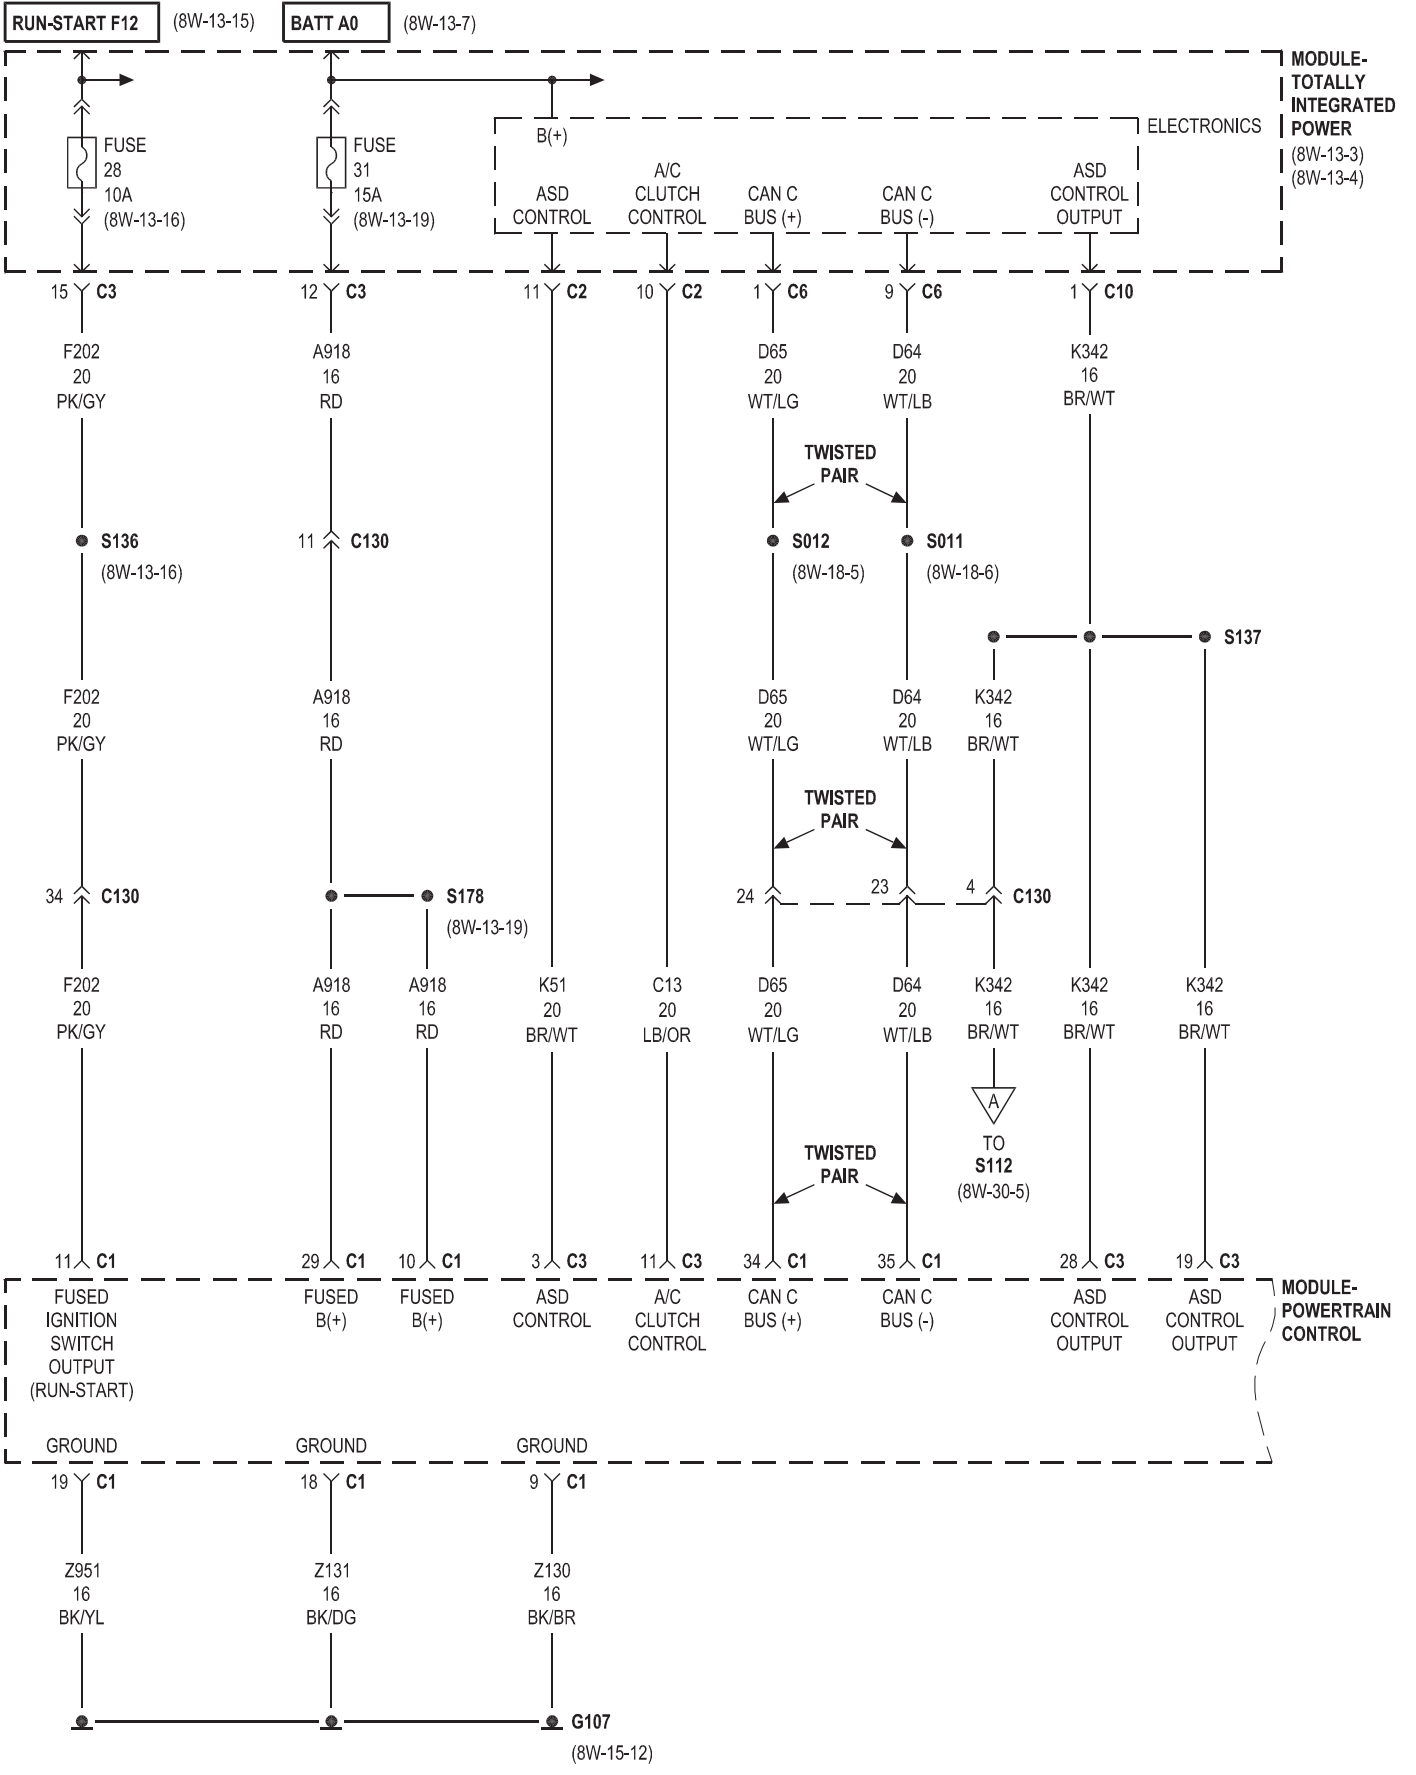 RUN-START F12 (8W-13-15) BATT A0 (8W-13-7)
MODULE-
TOTALLY
INTEGRATED
POWER
(8W-13-3)
(8W-13-4)
ELECTRONICS
FUSE
28
10A
(8W-13-16)
FUSE
31
15A
(8W-13-19)
B(+)
ASD
CONTROL
A/C
CLUTCH
CONTROL
CAN C
BUS (+)
CAN C
BUS (-)
ASD
CONTROL
OUTPUT
15 C3 12 C3 11 C2 10 C2 1 C6 9 C6 1 C10
F202 A918 D65 D64 K342
20 16 20 20 16
PK/GY RD WT/LG WT/LB BR/WT
TWISTED
PAIR
S136 11 C130 S012 S011
(8W-13-16) (8W-18-5) (8W-18-6)
S137
F202 A918 D65 D64 K342
20 16 20 20 16
PK/GY RD WT/LG WT/LB BR/WT
TWISTED
PAIR
34 C130 S178 24 23 4 C130
(8W-13-19)
F202 A918 A918 K51 C13 D65 D64 K342 K342 K342
20 16 16 20 20 20 20 16 16 16
PK/GY RD RD BR/WT LB/OR WT/LG WT/LB BR/WT BR/WT BR/WT
A
TO
S112
(8W-30-5)
TWISTED
PAIR
11 C1 29 C1 10 C1 3 C3 11 C3 34 C1 35 C1 28 C3 19 C3
MODULE-
POWERTRAIN
CONTROL
FUSED
IGNITION
SWITCH
OUTPUT
(RUN-START)
FUSED
B(+)
FUSED
B(+)
ASD
CONTROL
A/C
CLUTCH
CONTROL
CAN C
BUS (+)
CAN C
BUS (-)
ASD
CONTROL
OUTPUT
ASD
CONTROL
OUTPUT
GROUND GROUND GROUND
19 C1 18 C1 9 C1
Z951 Z131 Z130
16 16 16
BK/YL BK/DG BK/BR
G107
(8W-15-12)